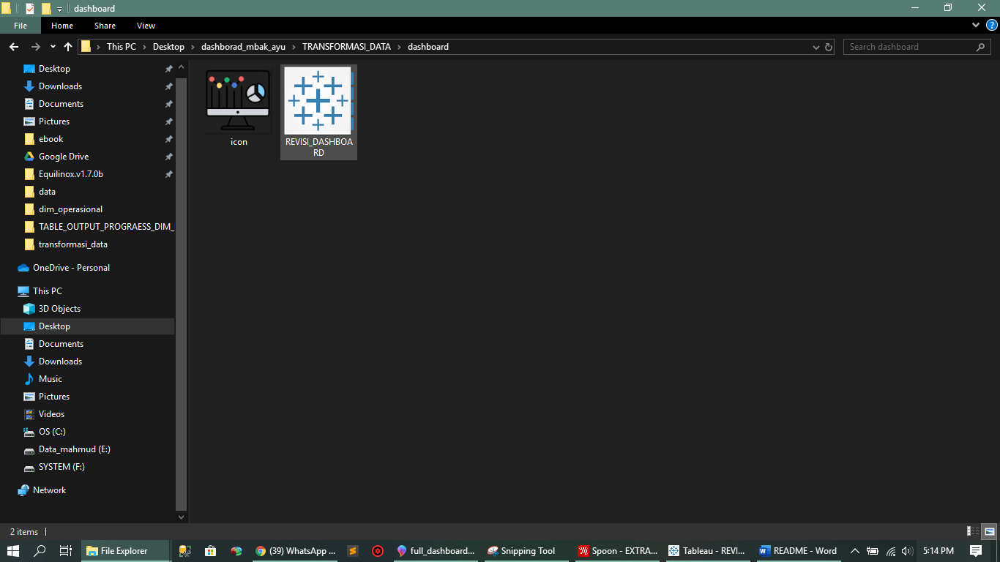 dashboard
File Home Share View
This PC Desktop dashborad_mbak_ayu TRANSFORMASI_DATA dashboard
Search dashboard
Desktop
Downloads
Documents
Pictures
ebook
Google Drive
Equilinox.v1.7.0b
data
dim_operasional
TABLE_OUTPUT_PROGRAESS_DIM_
transformasi_data
OneDrive - Personal
This PC
3D Objects
Desktop
Documents
Downloads
Music
Pictures
Videos
OS (C:)
Data_mahmud (E:)
SYSTEM (F:)
Network
icon
REVISI_DASHBOA
RD
2 items
File Explorer
(39) WhatsApp ...
full_dashboard...
Snipping Tool
Spoon - EXTRA...
Tableau - REVI...
README - Word
5:14 PM